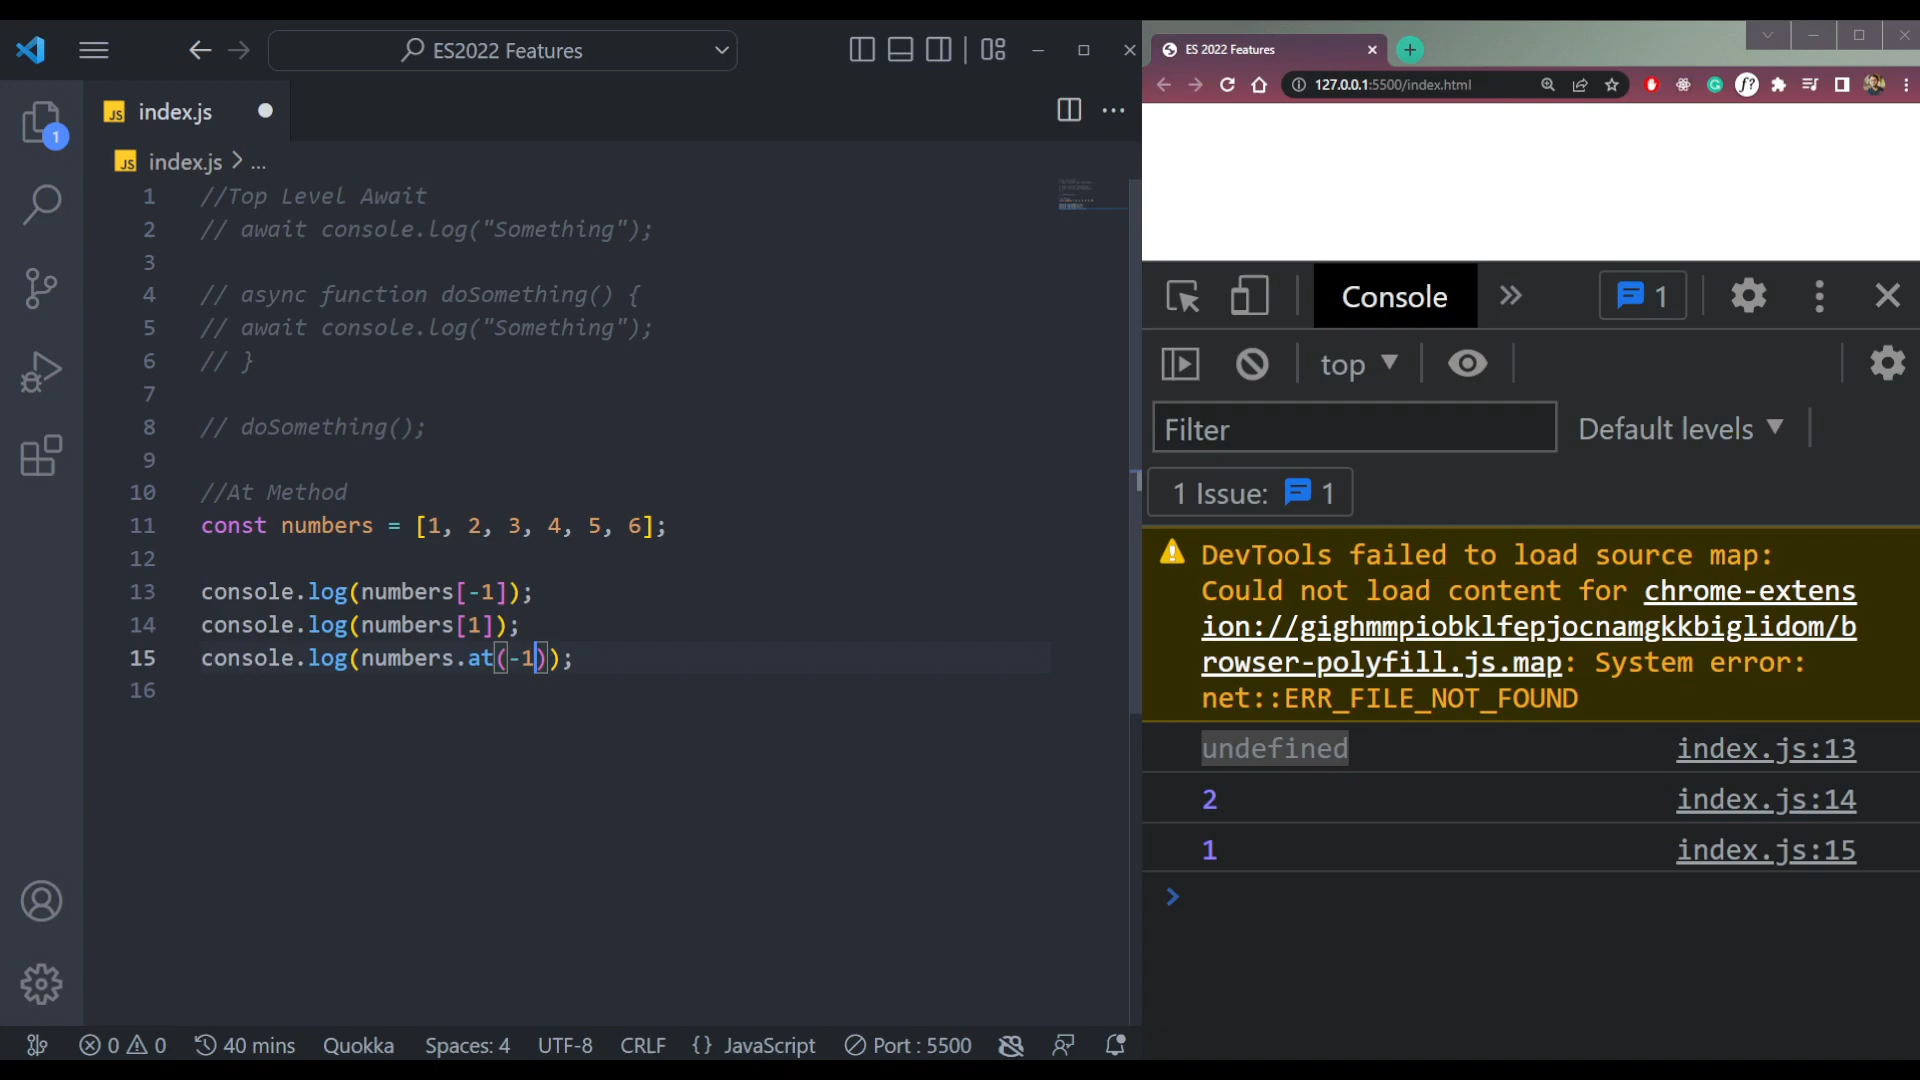 ES2022 Features
index.js
index.js > ...
1 //Top Level Await
2 // await console.log("Something");
3
4 // async function doSomething() {
5 // await console.log("Something");
6 // }
7
8 // doSomething();
9
10 //At Method
11 const numbers = [1, 2, 3, 4, 5, 6];
12
13 console.log(numbers[-1]);
14 console.log(numbers[1]);
15 console.log(numbers.at(-1));
16
1
0 0 40 mins Quokka Spaces: 4 UTF-8 CRLF {} JavaScript Port : 5500
ES 2022 Features
127.0.0.1:5500/index.html
Console 1
top
Filter Default levels
1 Issue: 1
DevTools failed to load source map:
Could not load content for chrome-extens
ion://gighmmpiobklfepjocnamgkkbiglidom/b
rowser-polyfill.js.map: System error:
net::ERR_FILE_NOT_FOUND
undefined index.js:13
2 index.js:14
1 index.js:15